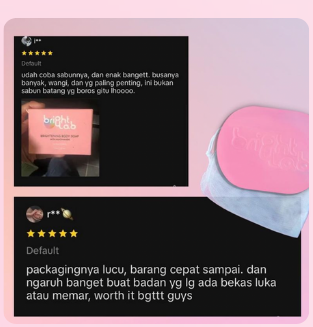 r**
Default
udah coba sabunnya, dan enak bangett. busanya
banyak, wangi, dan yg paling penting, ini bukan
sabun batang yg boros gitu lhoooo.
r**
Default
packagingnya lucu, barang cepat sampai. dan
ngaruh banget buat badan yg lg ada bekas luka
atau memar, worth it bgttt guys